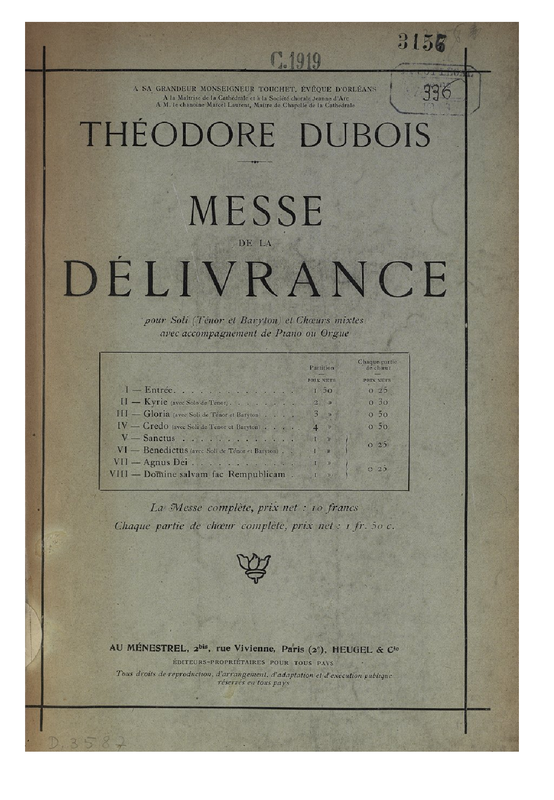 3156
C. 1919
336
À SA GRANDEUR MONSEIGNEUR TOUCHET, ÉVÊQUE D'ORLÉANS
À la Maîtrise de la Cathédrale et à la Société chorale Jeanne d'Arc
À M. le chanoine Marcel Laurent, Maître de Chapelle de la Cathédrale
THÉODORE DUBOIS
MESSE
DE LA
DÉLIVRANCE
pour Soli (Ténor et Baryton) et Chœurs mixtes
avec accompagnement de Piano ou Orgue
Partition Chaque partie de chœur
PRIX NETS PRIX NETS
I — Entrée. . . . . . . . . . . . . . 1 50 0 25
II — Kyrie (avec Solo de Ténor) . . . . . . . 2 » 0 30
III — Gloria (avec Soli de Ténor et Baryton) . . . . 3 » 0 50
IV — Credo (avec Soli de Ténor et Baryton) . . . . 4 » 0 50
V — Sanctus . . . . . . . . . . . . 1 »
VI — Benedictus (avec Soli de Ténor et Baryton) . . . 1 » 0 25
VII — Agnus Dei . . . . . . . . . . . 1 »
VIII — Domine salvam fac Rempublicam . 1 » 0 25
La Messe complète, prix net : 10 francs
Chaque partie de chœur complète, prix net : 1 fr. 50 c.
AU MÉNESTREL, 2bis, rue Vivienne, Paris (2e), HEUGEL & Cie
ÉDITEURS-PROPRIÉTAIRES POUR TOUS PAYS
Tous droits de reproduction, d'arrangement, d'adaptation et d'exécution publique
réservés en tous pays
D. 3587